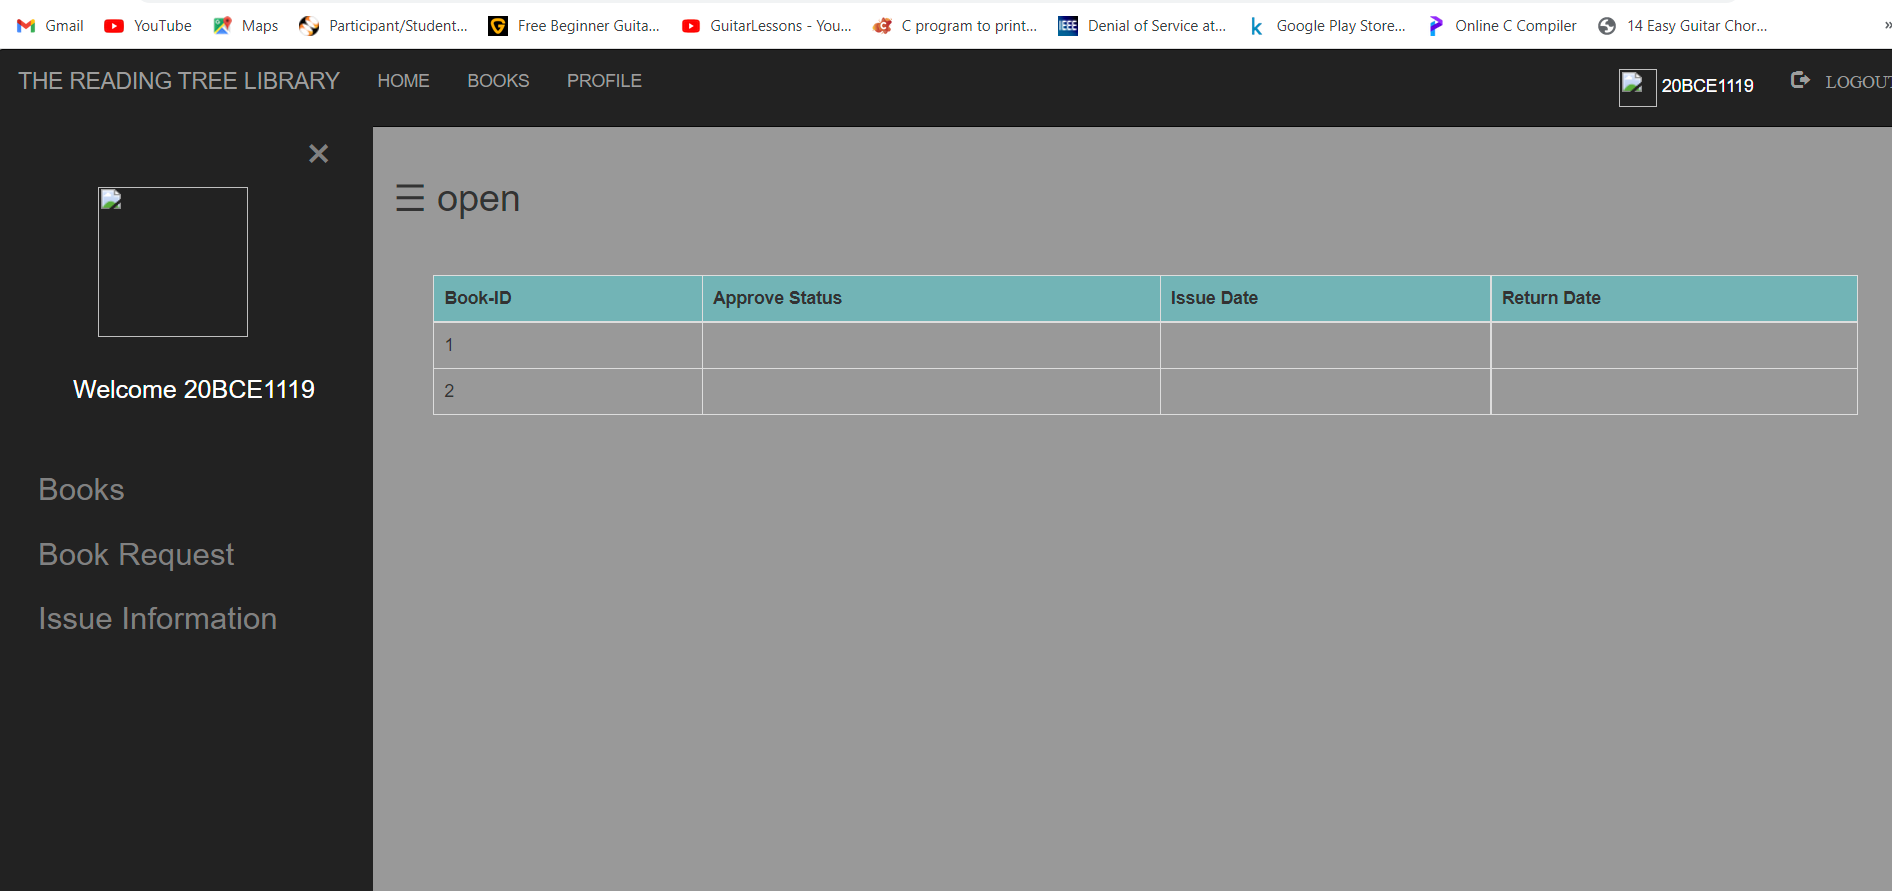 Gmail YouTube Maps Participant/Student... Free Beginner Guita... GuitarLessons - You... C program to print... IEEE Denial of Service at... k Google Play Store... Online C Compiler 14 Easy Guitar Chor... »
THE READING TREE LIBRARY HOME BOOKS PROFILE 20BCE1119 LOGOUT
×
☰ open
Welcome 20BCE1119
Books
Book Request
Issue Information
Book-ID Approve Status Issue Date Return Date
1
2